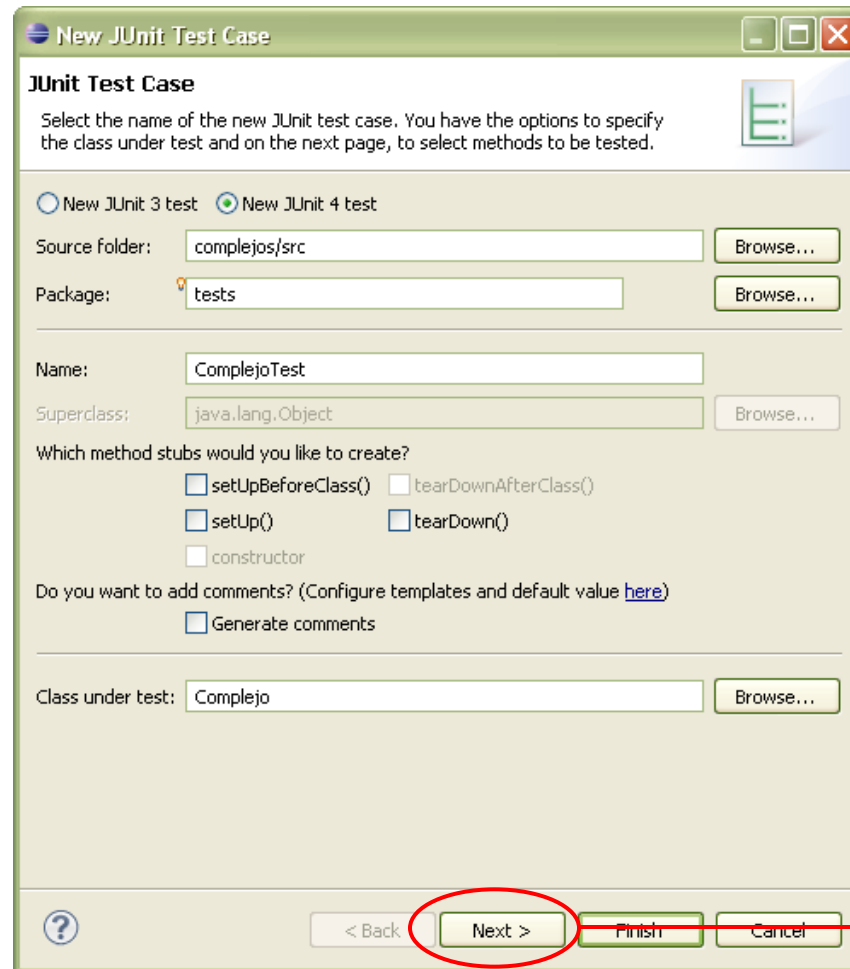 New JUnit Test Case
JUnit Test Case
Select the name of the new JUnit test case. You have the options to specify
the class under test and on the next page, to select methods to be tested.
New JUnit 3 test New JUnit 4 test
Source folder: complejos/src Browse...
Package: tests Browse...
Name: ComplejoTest
Superclass: java.lang.Object Browse...
Which method stubs would you like to create?
setUpBeforeClass() tearDownAfterClass()
setUp() tearDown()
constructor
Do you want to add comments? (Configure templates and default value here)
Generate comments
Class under test: Complejo Browse...
? < Back Next > Finish Cancel